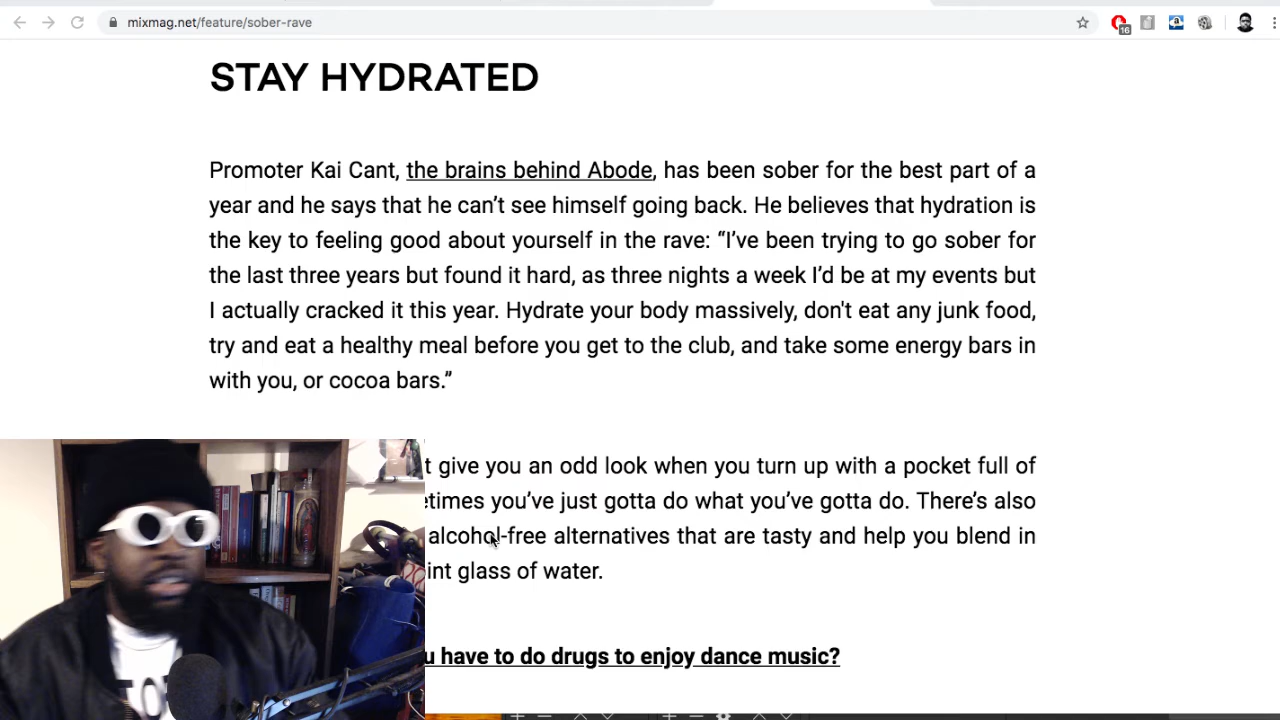 mixmag.net/feature/sober-rave
16
STAY HYDRATED
Promoter Kai Cant, the brains behind Abode, has been sober for the best part of a
year and he says that he can’t see himself going back. He believes that hydration is
the key to feeling good about yourself in the rave: “I’ve been trying to go sober for
the last three years but found it hard, as three nights a week I’d be at my events but
I actually cracked it this year. Hydrate your body massively, don't eat any junk food,
try and eat a healthy meal before you get to the club, and take some energy bars in
with you, or cocoa bars.”
t give you an odd look when you turn up with a pocket full of
etimes you’ve just gotta do what you’ve gotta do. There’s also
alcohol-free alternatives that are tasty and help you blend in
int glass of water.
u have to do drugs to enjoy dance music?